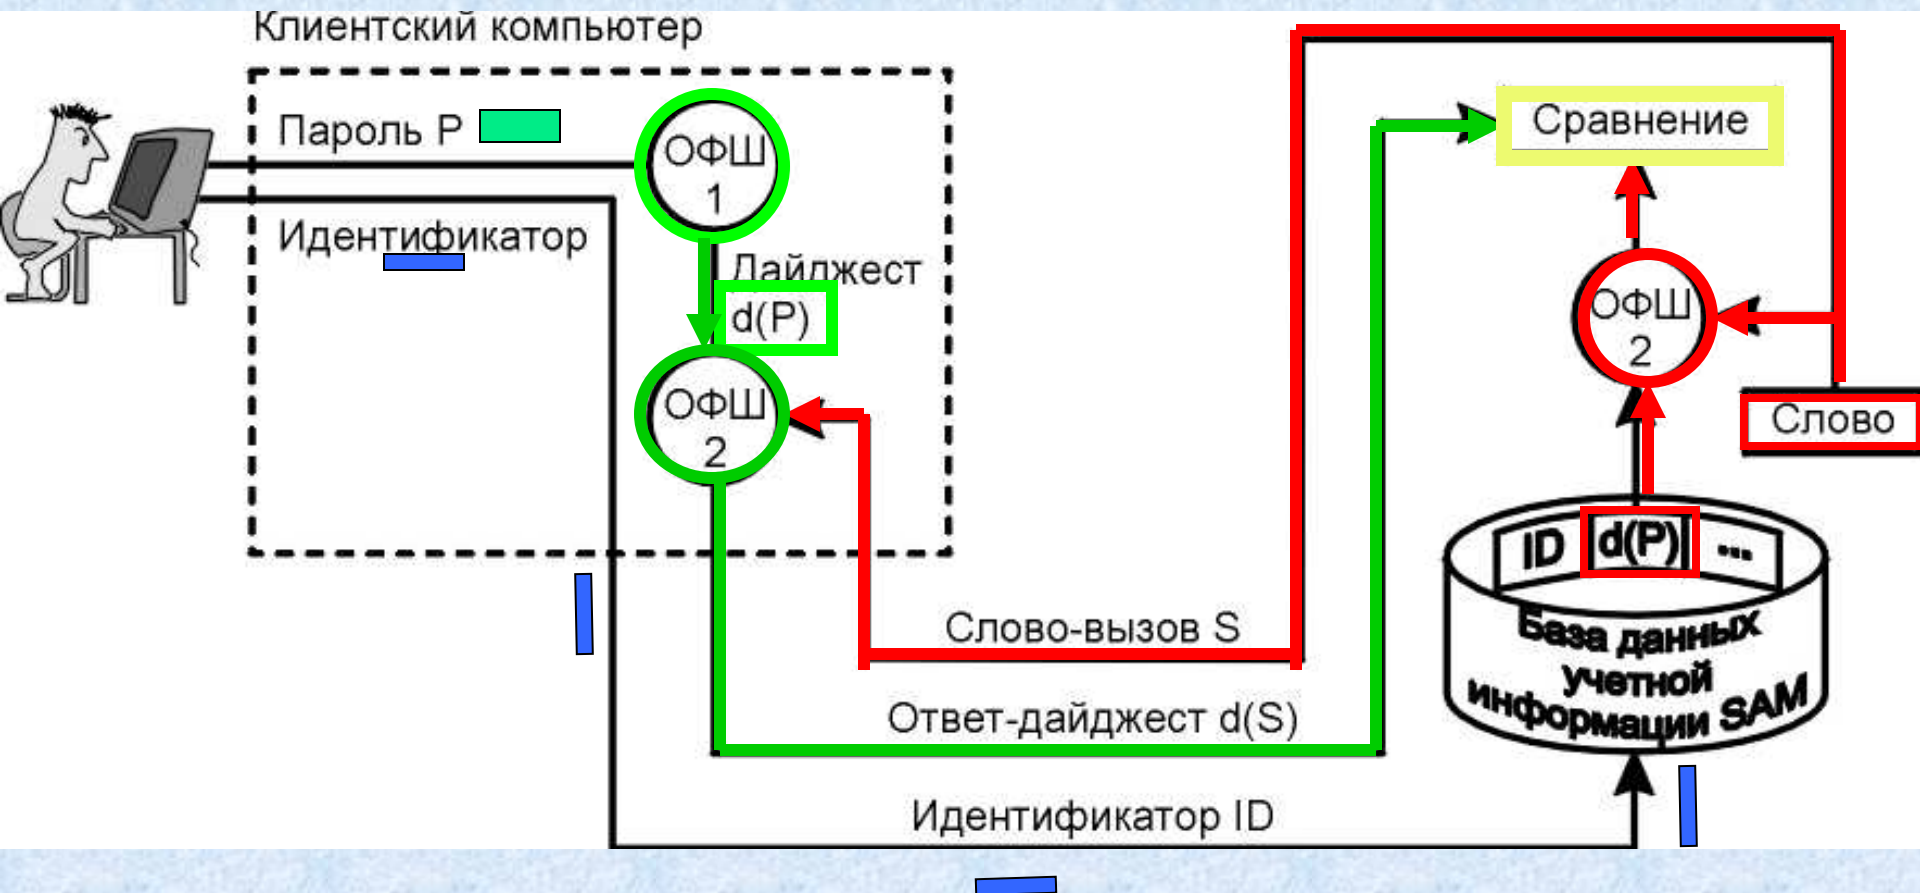 Клиентский компьютер
Пароль P
ОФШ
1
Идентификатор
Дайджест
d(P)
ОФШ
2
Сравнение
ОФШ
2
Слово
ID d(P) ...
База данных
учетной
информации SAM
Слово-вызов S
Ответ-дайджест d(S)
Идентификатор ID